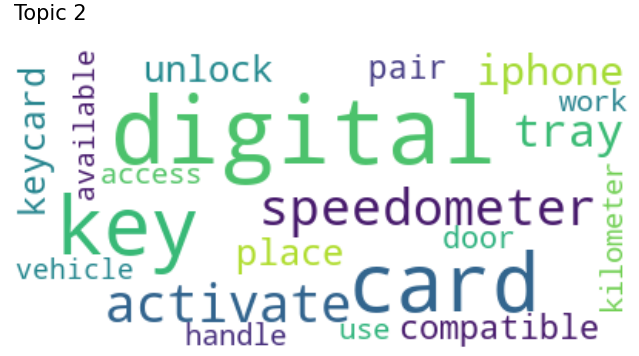 Topic 2
unlock pair iphone
keycard available digital work
access tray
key speedometer kilometer
place door
vehicle activate card
handle use compatible